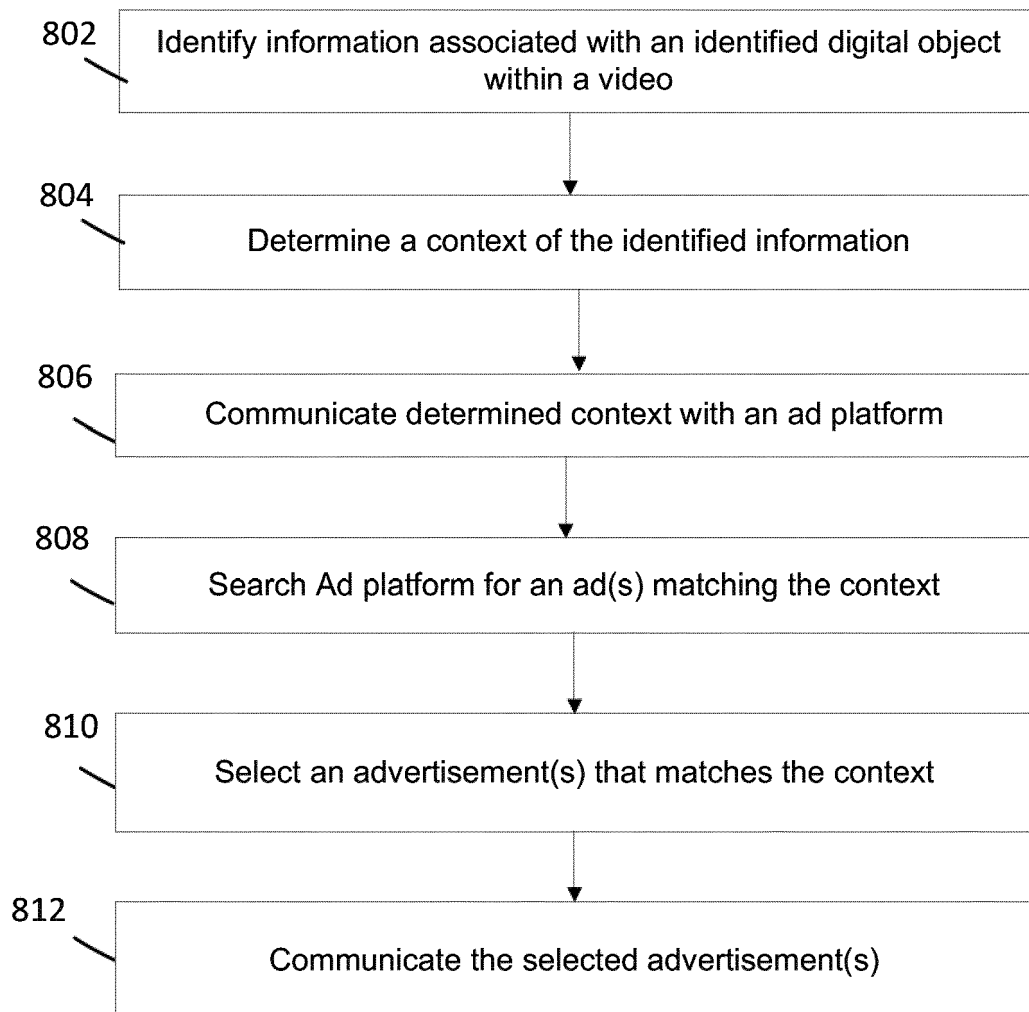 802
Identify information associated with an identified digital object
within a video
804
Determine a context of the identified information
806
Communicate determined context with an ad platform
808
Search Ad platform for an ad(s) matching the context
810
Select an advertisement(s) that matches the context
812
Communicate the selected advertisement(s)